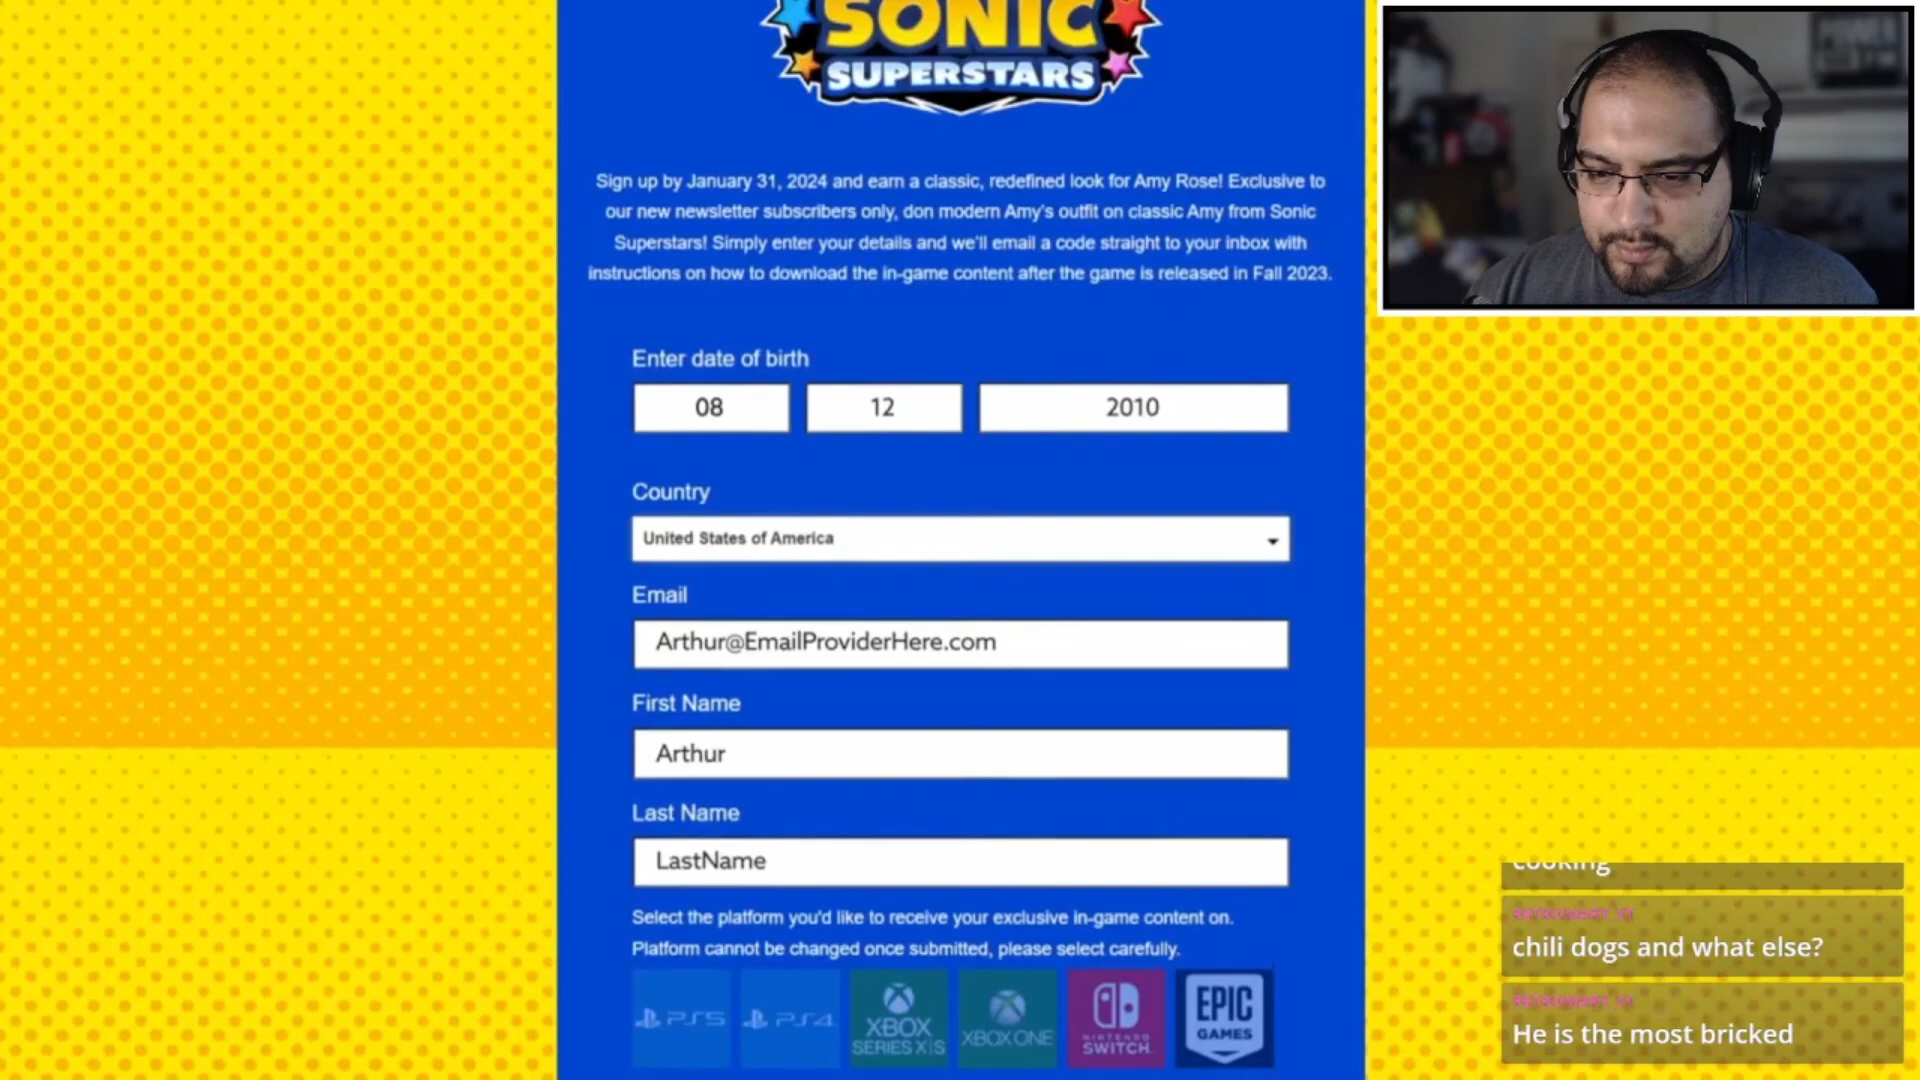 SONIC
SUPERSTARS
Sign up by January 31, 2024 and earn a classic, redefined look for Amy Rose! Exclusive to
our new newsletter subscribers only, don modern Amy's outfit on classic Amy from Sonic
Superstars! Simply enter your details and we'll email a code straight to your inbox with
instructions on how to download the in-game content after the game is released in Fall 2023.
Enter date of birth
08 12 2010
Country
United States of America
Email
Arthur@EmailProviderHere.com
First Name
Arthur
Last Name
LastName
Select the platform you'd like to receive your exclusive in-game content on.
Platform cannot be changed once submitted, please select carefully.
PS5
PS4
XBOX
SERIES X|S
XBOX ONE
NINTENDO
SWITCH
EPIC
GAMES
cooking
chili dogs and what else?
He is the most bricked